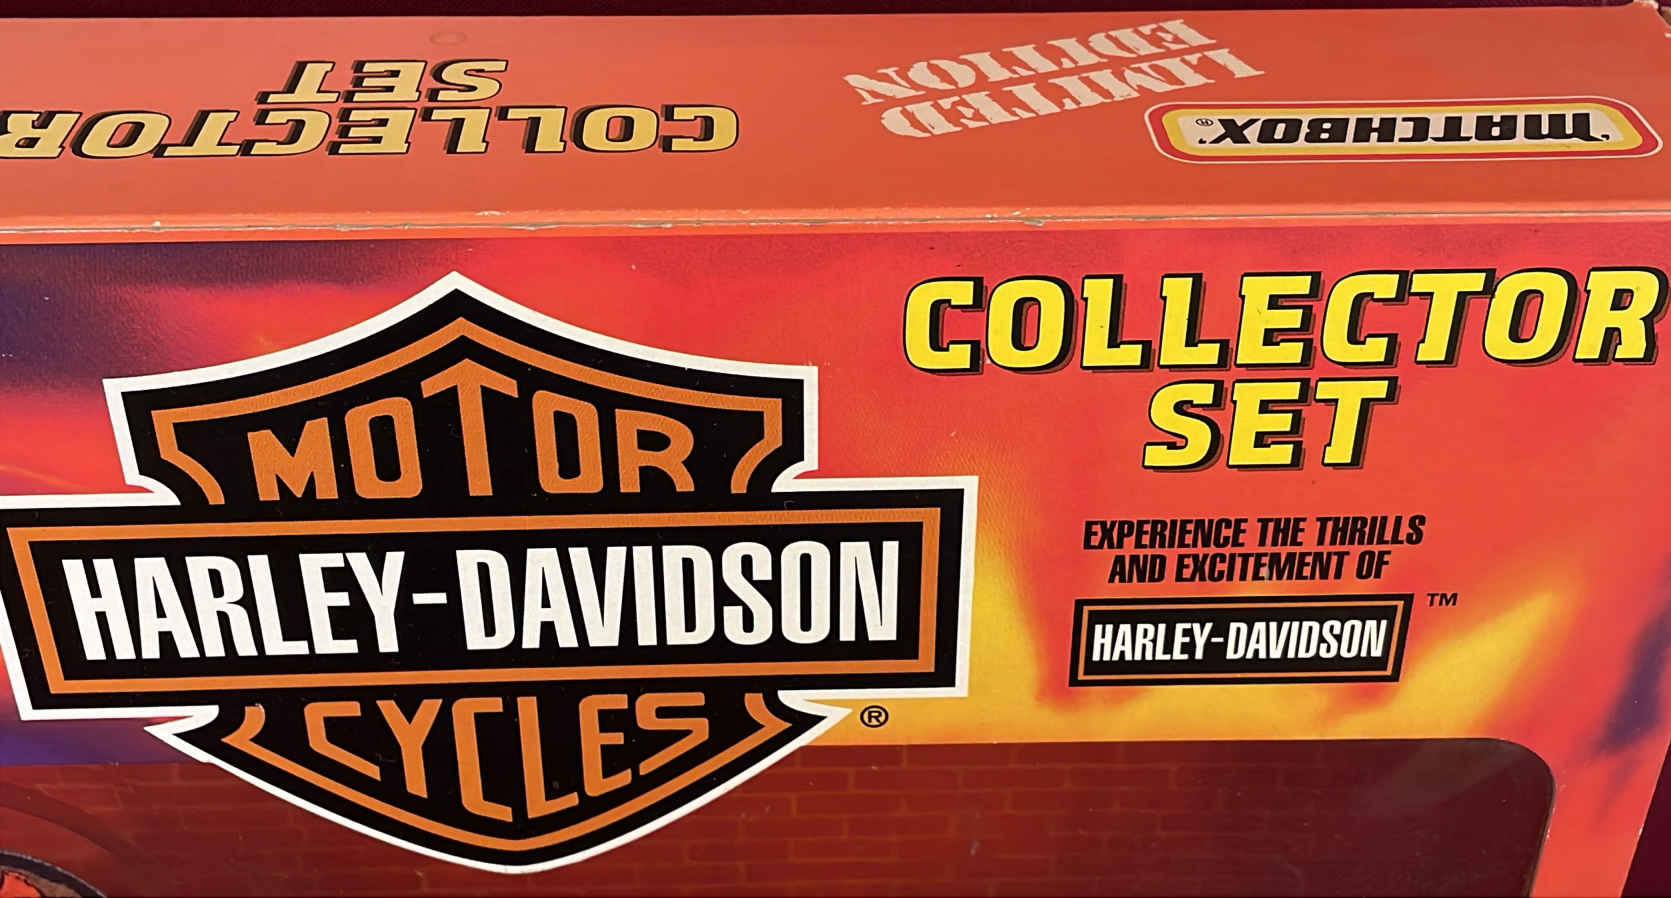 COLLECTOR
SET
LIMITED
EDITION
"MATCHBOX"®
MOTOR
HARLEY-DAVIDSON
CYCLES
®
COLLECTOR
SET
EXPERIENCE THE THRILLS
AND EXCITEMENT OF
HARLEY-DAVIDSON
TM